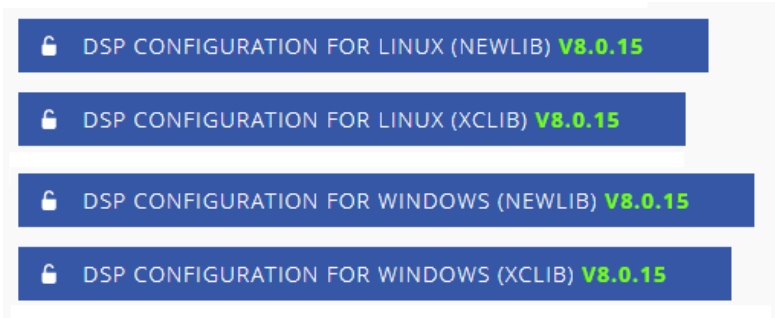 DSP CONFIGURATION FOR LINUX (NEWLIB) V8.0.15
DSP CONFIGURATION FOR LINUX (XCLIB) V8.0.15
DSP CONFIGURATION FOR WINDOWS (NEWLIB) V8.0.15
DSP CONFIGURATION FOR WINDOWS (XCLIB) V8.0.15